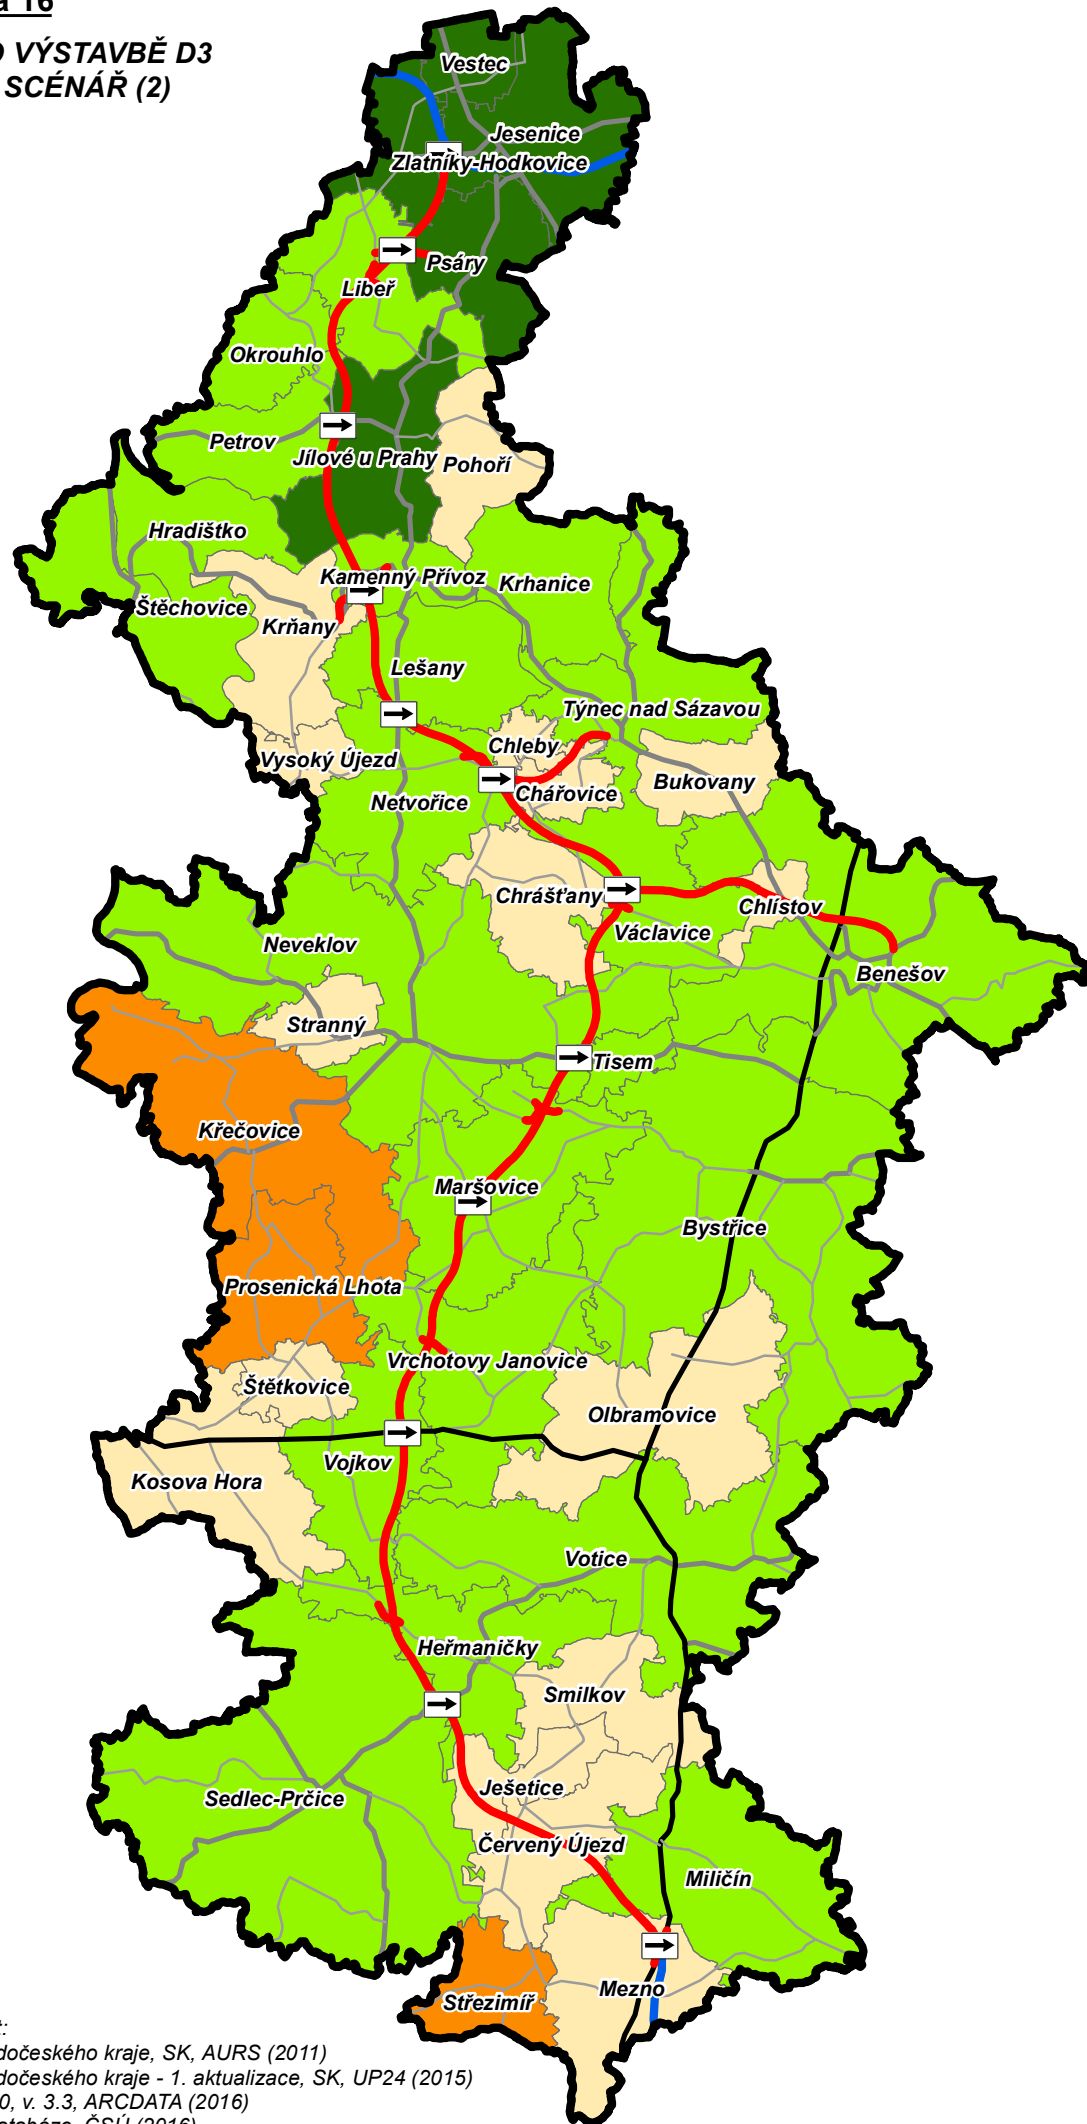 16
VÝSTAVBĚ D3
SCÉNÁŘ (2)
Vestec
Jesenice
Zlatníky-Hodkovice
Psáry
Libeř
Okrouhlo
Petrov
Jílové u Prahy
Pohoří
Hradištko
Kamenný Přívoz
Krhanice
Štěchovice
Krňany
Lešany
Týnec nad Sázavou
Chleby
Vysoký Újezd
Bukovany
Chářovice
Netvořice
Chrášťany
Chlístov
Václavice
Neveklov
Benešov
Stranný
Tisem
Křečovice
Maršovice
Bystřice
Prosenická Lhota
Vrchotovy Janovice
Štětkovice
Olbramovice
Vojkov
Kosova Hora
Votice
Heřmaničky
Smilkov
Ješetice
Sedlec-Prčice
Červený Újezd
Miličín
Mezno
Střezimíř
dočeského kraje, SK, AURS (2011)
dočeského kraje - 1. aktualizace, SK, UP24 (2015)
0, v. 3.3, ARCDATA (2016)
ČSÚ (2016)